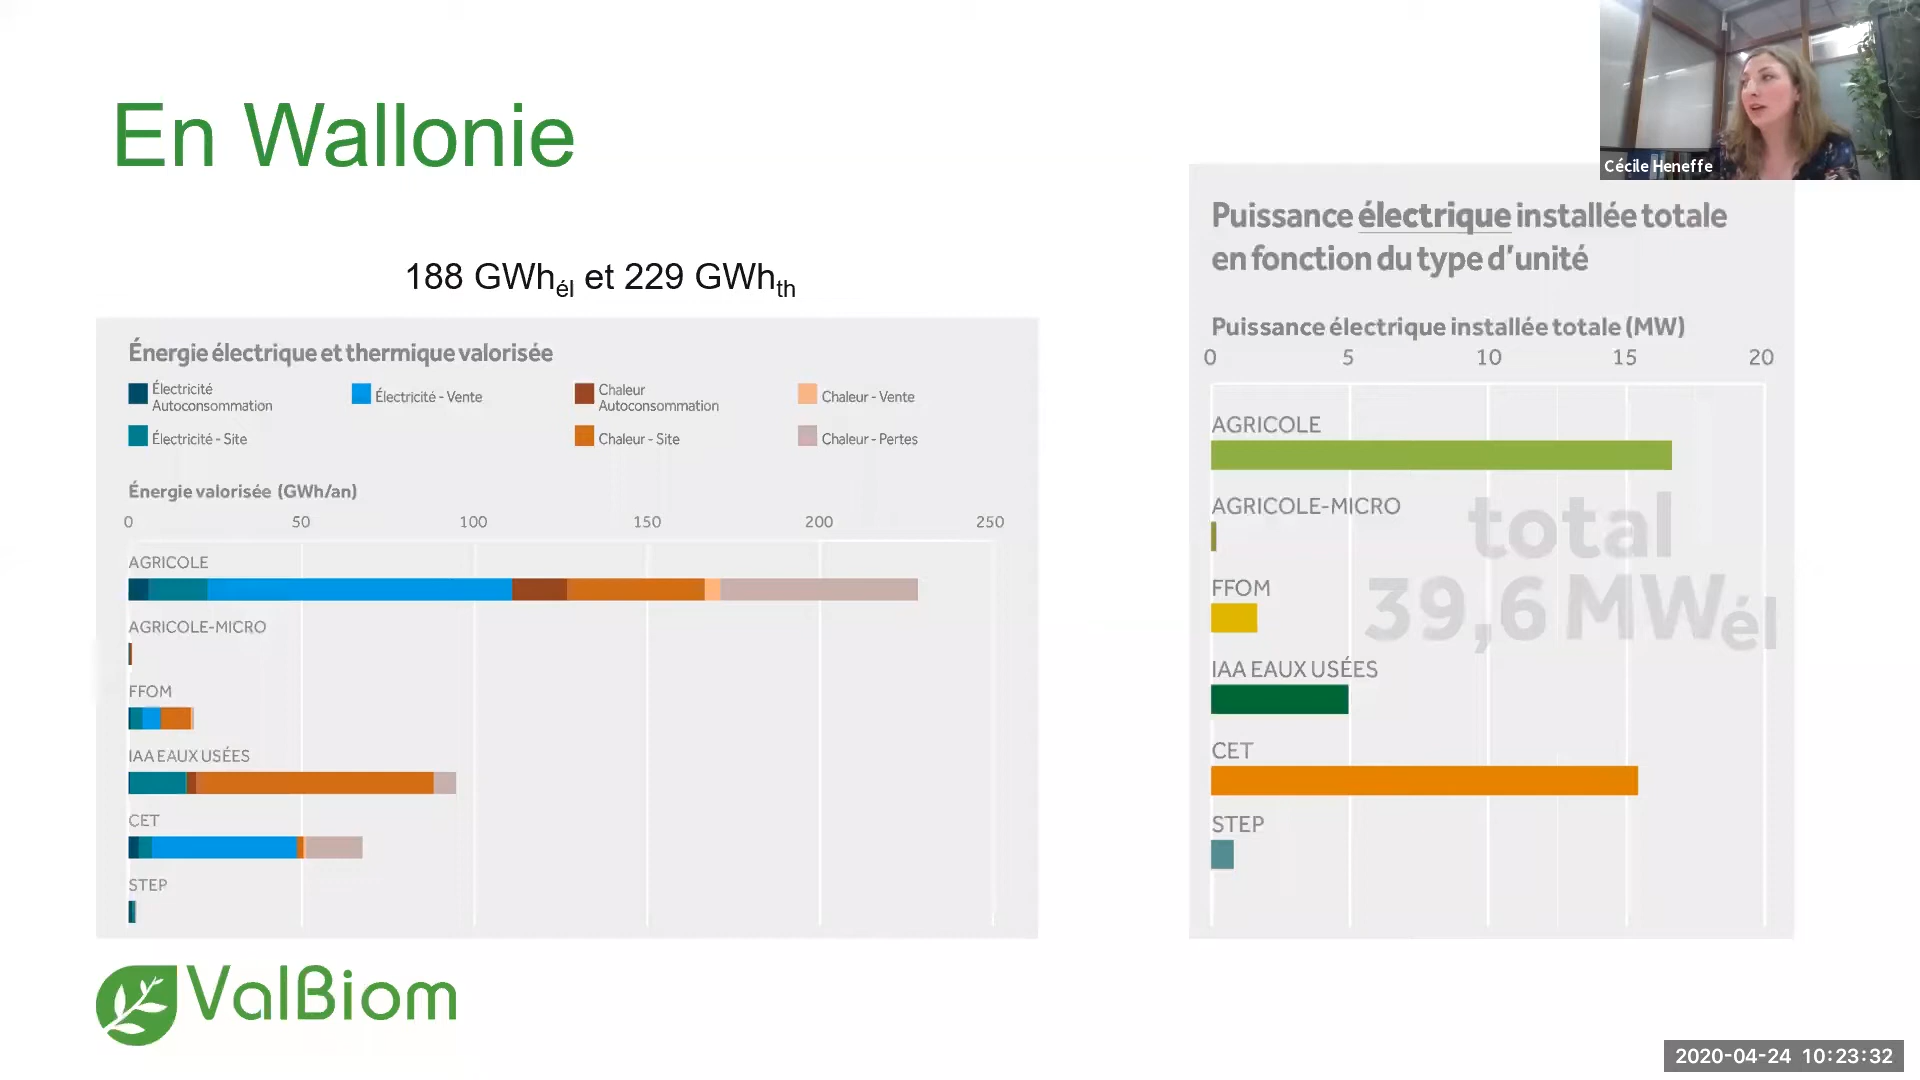 En Wallonie
188 GWhél et 229 GWhth
Énergie électrique et thermique valorisée
Électricité
Autoconsommation
Électricité - Vente
Chaleur
Autoconsommation
Chaleur - Vente
Électricité - Site
Chaleur - Site
Chaleur - Pertes
Énergie valorisée (GWh/an)
0 50 100 150 200 250
AGRICOLE
AGRICOLE-MICRO
FFOM
IAA EAUX USÉES
CET
STEP
ValBiom
Cécile Heneffe
Puissance électrique installée totale
en fonction du type d'unité
Puissance électrique installée totale (MW)
0 5 10 15 20
AGRICOLE
AGRICOLE-MICRO
total
FFOM
39,6 MWél
IAA EAUX USÉES
CET
STEP
2020-04-24 10:23:32